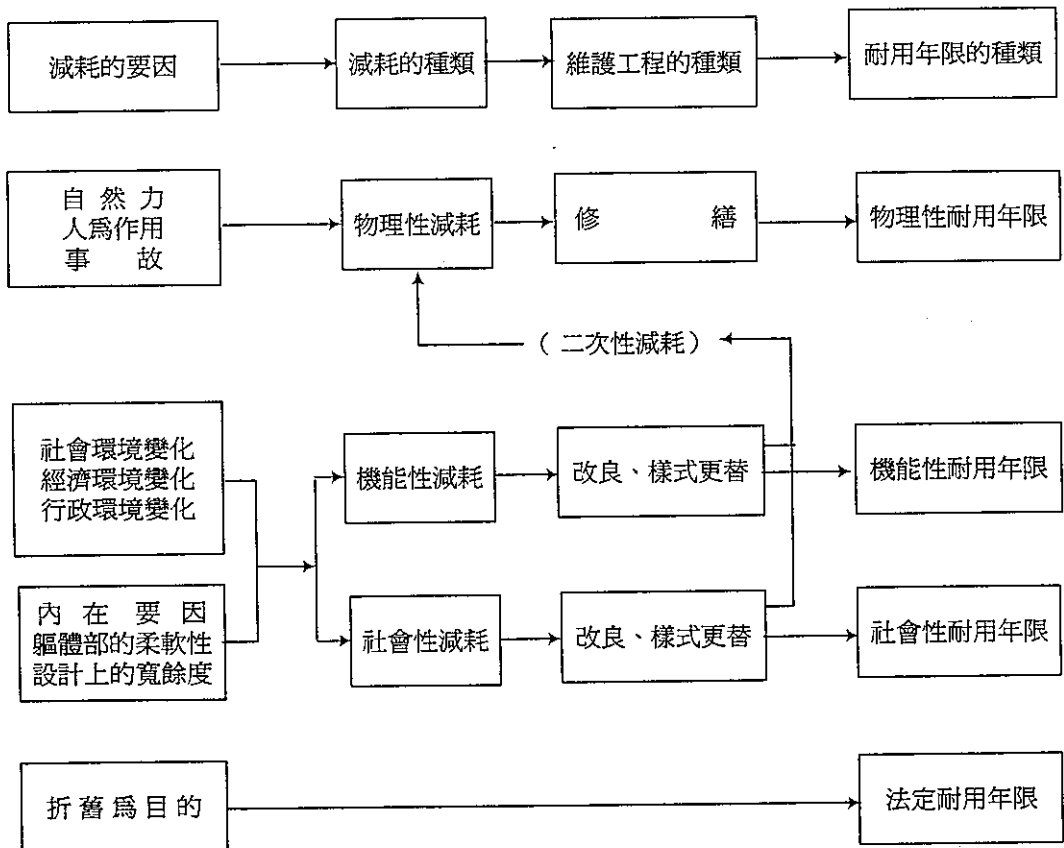 減耗的要因
減耗的種類
維護工程的種類
耐用年限的種類
自然力
人爲作用
事故
物理性減耗
修繕
物理性耐用年限
(二次性減耗)
社會環境變化
經濟環境變化
行政環境變化
機能性減耗
改良、樣式更替
機能性耐用年限
內在要因
軀體部的柔軟性
設計上的寬餘度
社會性減耗
改良、樣式更替
社會性耐用年限
折舊爲目的
法定耐用年限